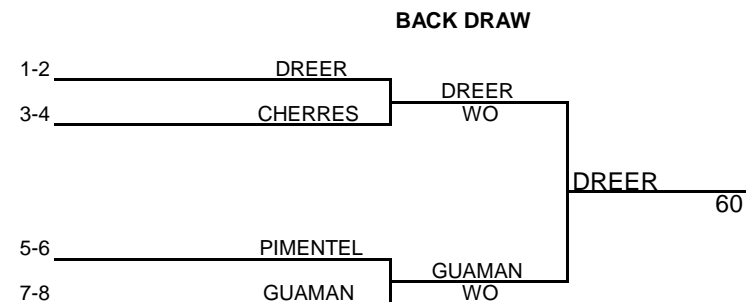 BACK DRAW
1-2 DREER
DREER
3-4 CHERRES
WO
DREER
60
5-6 PIMENTEL
GUAMAN
7-8 GUAMAN
WO